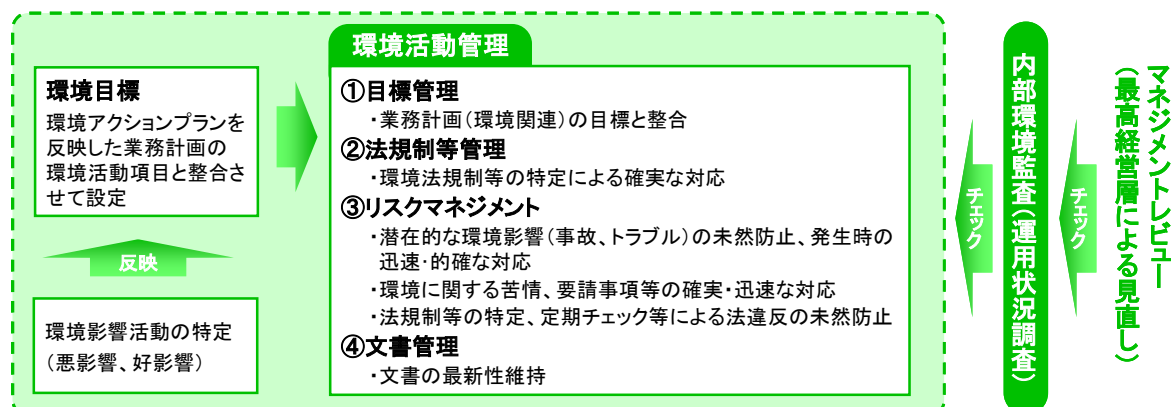 環境目標
環境アクションプランを
反映した業務計画の
環境活動項目と整合さ
せて設定
反映
環境影響活動の特定
（悪影響、好影響）
環境活動管理
①目標管理
・業務計画（環境関連）の目標と整合
②法規制等管理
・環境法規制等の特定による確実な対応
③リスクマネジメント
・潜在的な環境影響（事故、トラブル）の未然防止、発生時の
迅速・的確な対応
・環境に関する苦情、要請事項等の確実・迅速な対応
・法規制等の特定、定期チェック等による法違反の未然防止
④文書管理
・文書の最新性維持
チェック
内部環境監査（運用状況調査）
チェック
マネジメントレビュー
（最高経営層による見直し）